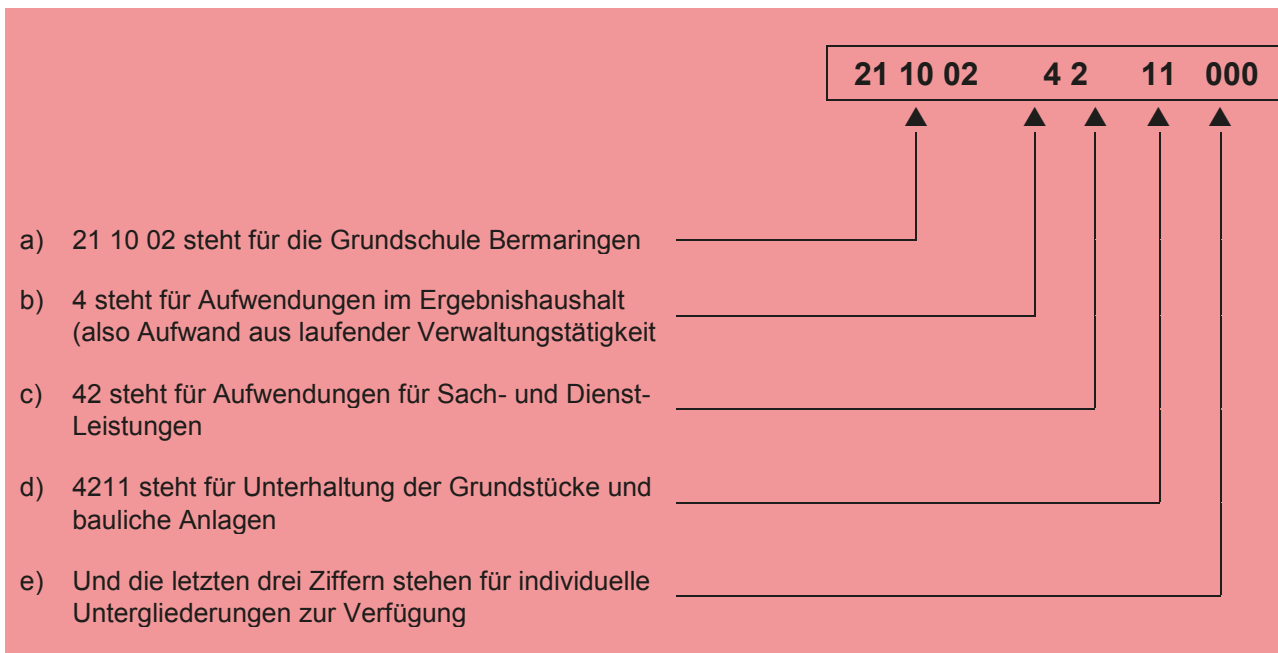 21 10 02 4 2 11 000
a) 21 10 02 steht für die Grundschule Bermaringen
b) 4 steht für Aufwendungen im Ergebnishaushalt
(also Aufwand aus laufender Verwaltungstätigkeit
c) 42 steht für Aufwendungen für Sach- und Dienst-
Leistungen
d) 4211 steht für Unterhaltung der Grundstücke und
bauliche Anlagen
e) Und die letzten drei Ziffern stehen für individuelle
Untergliederungen zur Verfügung